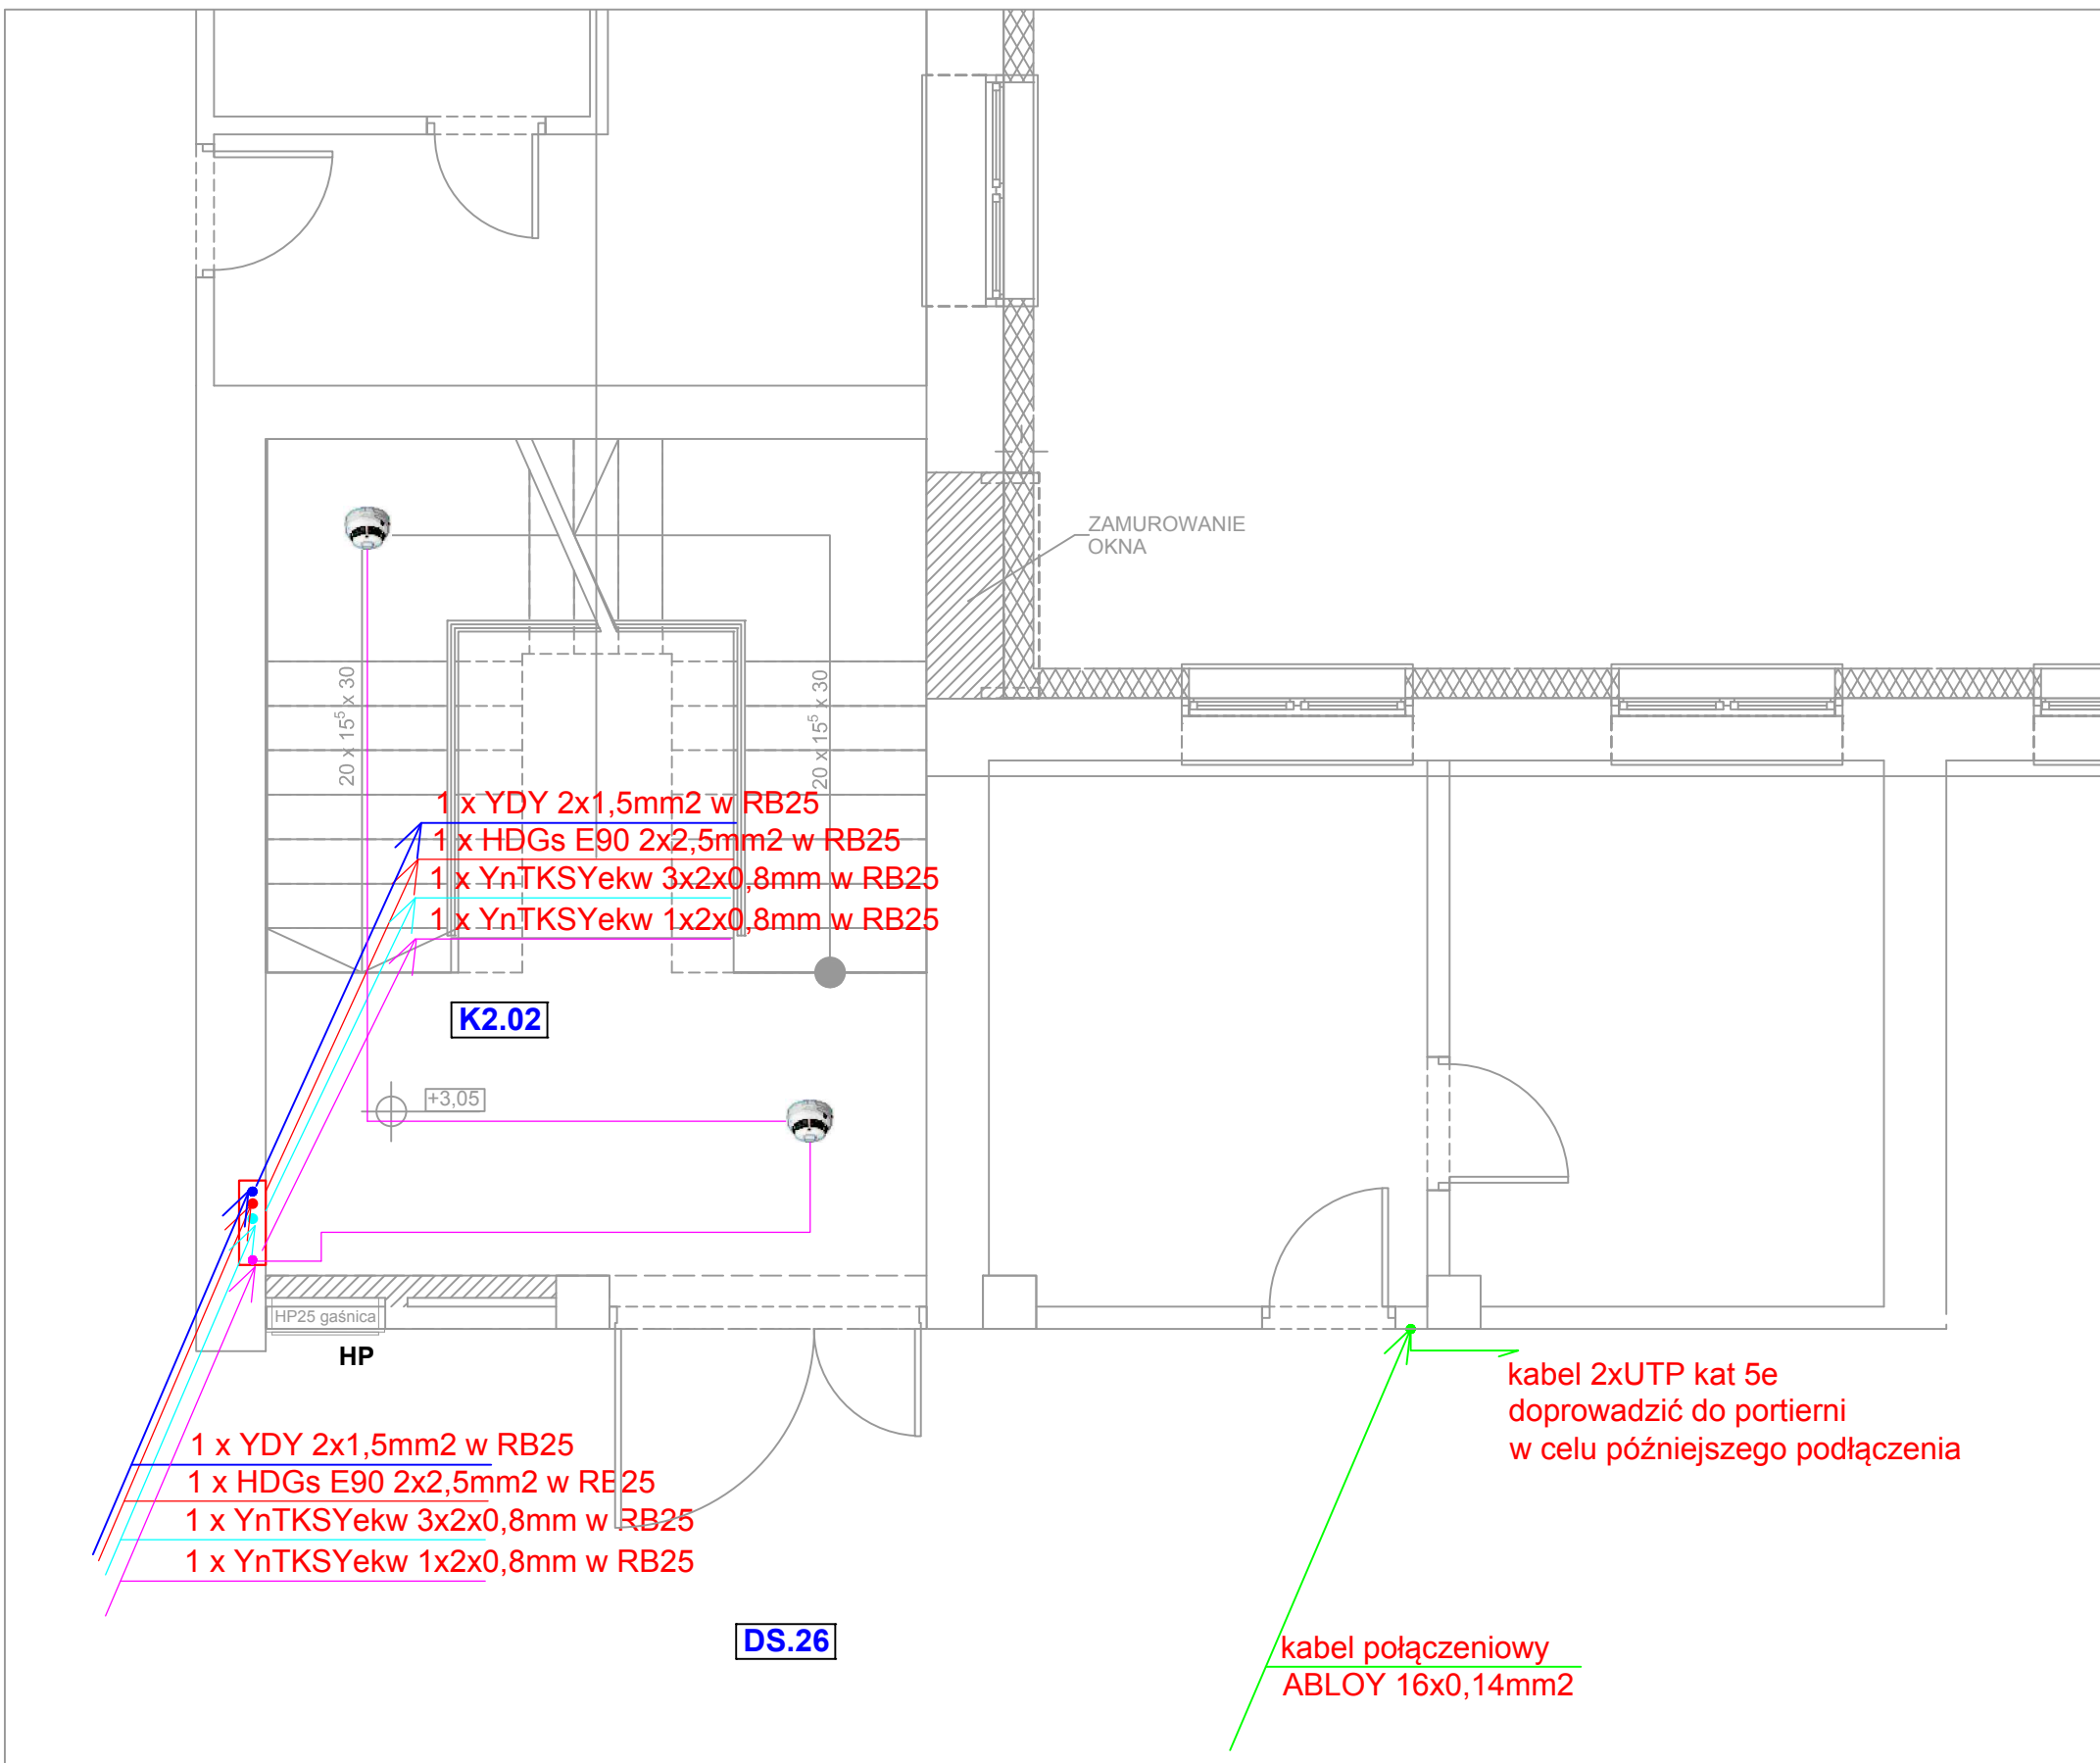 ZAMUROWANIE
OKNA
20 x 15⁵ x 30
20 x 15⁵ x 30
1 x YDY 2x1,5mm2 w RB25
1 x HDGs E90 2x2,5mm2 w RB25
1 x YnTKSYekw 3x2x0,8mm w RB25
1 x YnTKSYekw 1x2x0,8mm w RB25
K2.02
+3,05
HP25 gaśnica
HP
kabel 2xUTP kat 5e
doprowadzić do portierni
w celu późniejszego podłączenia
1 x YDY 2x1,5mm2 w RB25
1 x HDGs E90 2x2,5mm2 w RB25
1 x YnTKSYekw 3x2x0,8mm w RB25
1 x YnTKSYekw 1x2x0,8mm w RB25
DS.26
kabel połączeniowy
ABLOY 16x0,14mm2